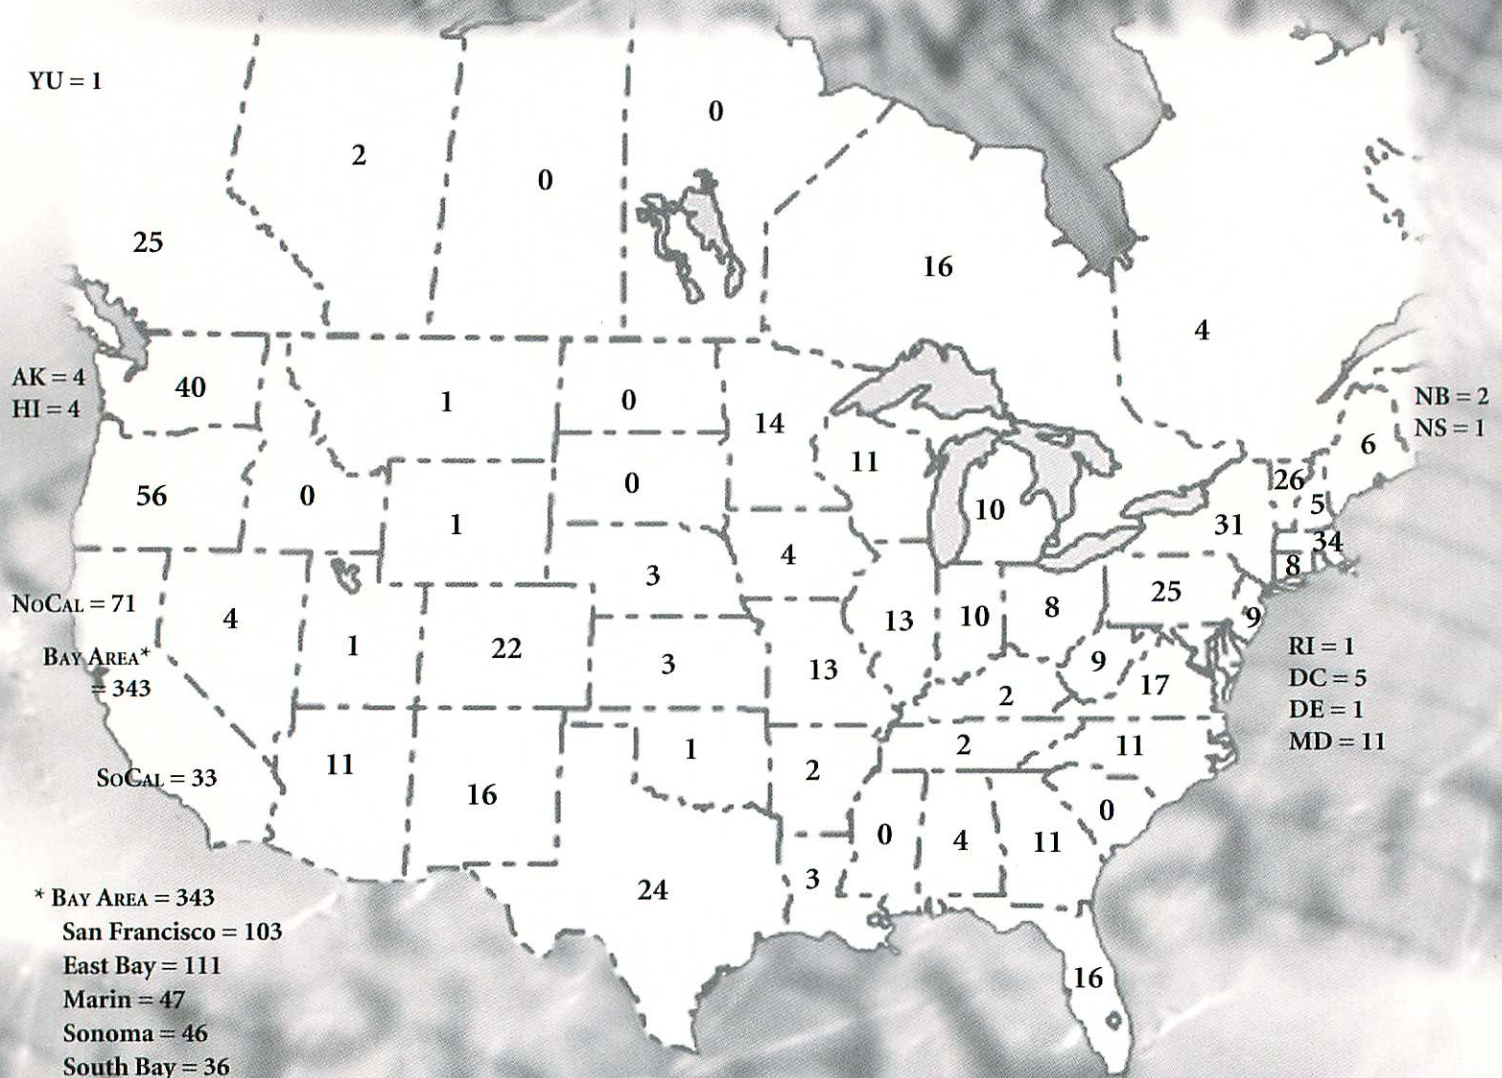 YU = 1
0
2
0
25
16
4
AK = 4
HI = 4
40
1
0
14
11
NB = 2
NS = 1
6
56
0
1
0
10
26
5
31
34
4
3
8
NoCal = 71
4
1
22
3
13
13
10
8
25
9
9
17
2
Bay Area*
= 343
RI = 1
DC = 5
DE = 1
MD = 11
SoCal = 33
11
16
1
2
2
11
0
0
4
11
24
3
16
* Bay Area = 343
San Francisco = 103
East Bay = 111
Marin = 47
Sonoma = 46
South Bay = 36